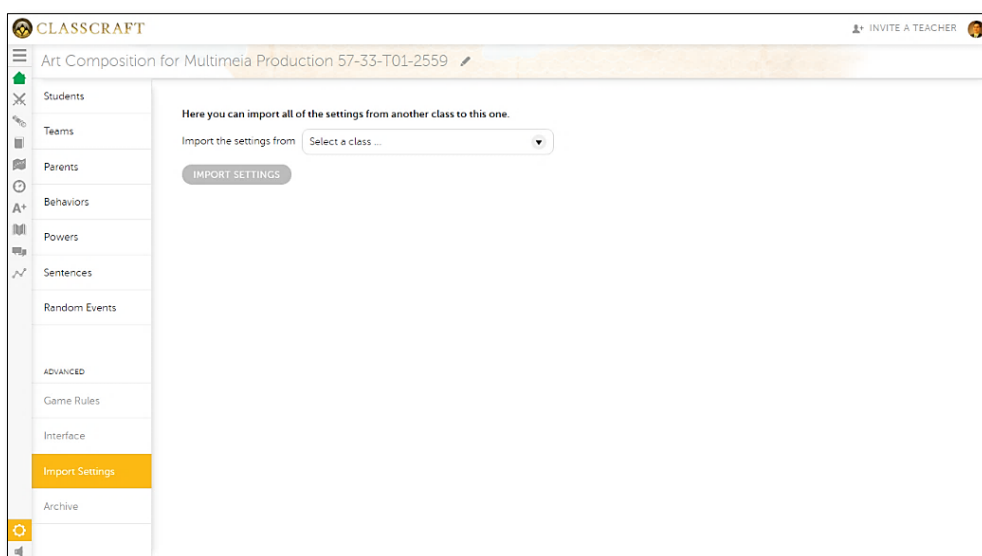 CLASSCRAFT
INVITE A TEACHER
Art Composition for Multimeia Production 57-33-T01-2559
Students
Teams
Parents
Behaviors
Powers
Sentences
Random Events
ADVANCED
Game Rules
Interface
Import Settings
Archive
Here you can import all of the settings from another class to this one.
Import the settings from Select a class ...
IMPORT SETTINGS
A+